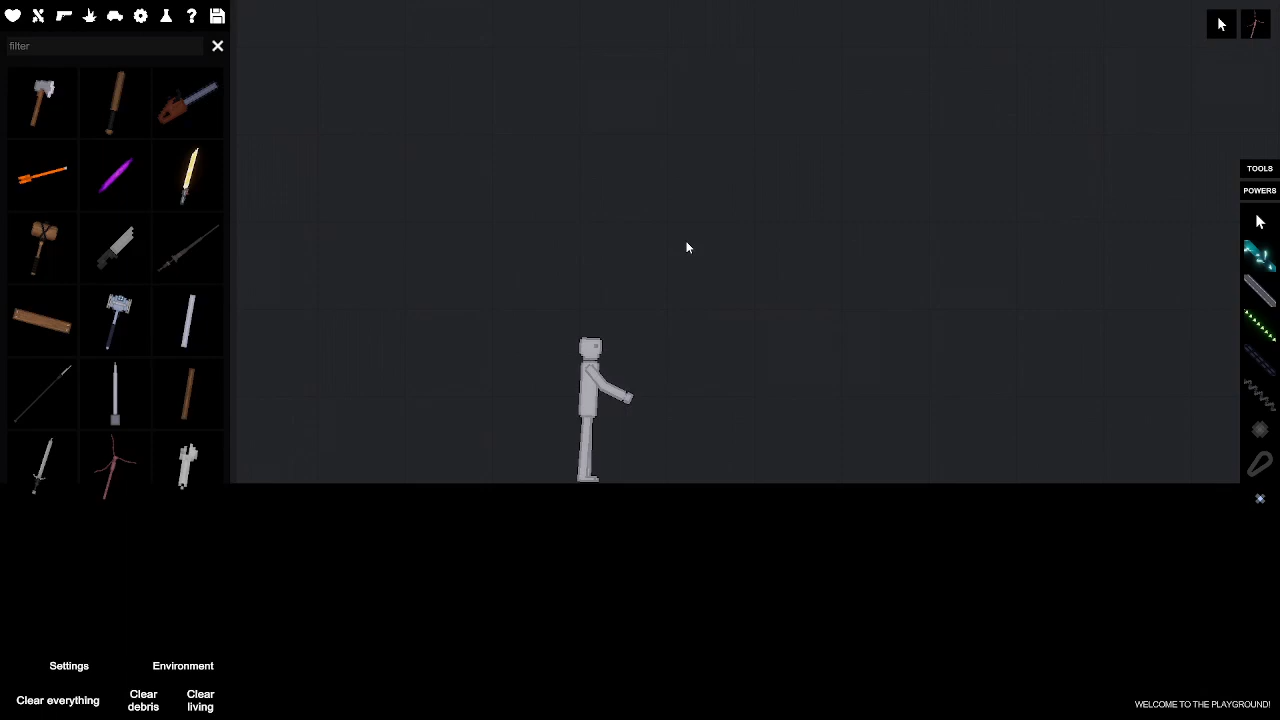 filter
TOOLS
POWERS
Settings
Environment
Clear everything
Clear debris
Clear living
WELCOME TO THE PLAYGROUND!